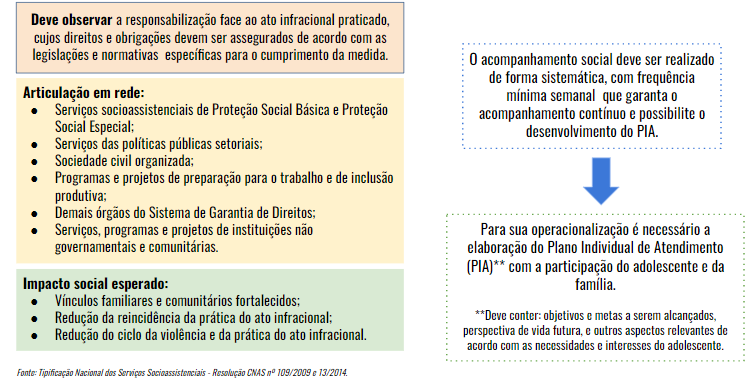 Deve observar a responsabilização face ao ato infracional praticado,
cujos direitos e obrigações devem ser assegurados de acordo com as
legislações e normativas específicas para o cumprimento da medida.
Articulação em rede:
● Serviços socioassistenciais de Proteção Social Básica e Proteção
Social Especial;
● Serviços das políticas públicas setoriais;
● Sociedade civil organizada;
● Programas e projetos de preparação para o trabalho e de inclusão
produtiva;
● Demais órgãos do Sistema de Garantia de Direitos;
● Serviços, programas e projetos de instituições não
governamentais e comunitárias.
Impacto social esperado:
● Vínculos familiares e comunitários fortalecidos;
● Redução da reincidência da prática do ato infracional;
● Redução do ciclo da violência e da prática do ato infracional.
Fonte: Tipificação Nacional dos Serviços Socioassistenciais - Resolução CNAS nº 109/2009 e 13/2014.
O acompanhamento social deve ser realizado
de forma sistemática, com frequência
mínima semanal que garanta o
acompanhamento contínuo e possibilite o
desenvolvimento do PIA.
Para sua operacionalização é necessário a
elaboração do Plano Individual de Atendimento
(PIA)** com a participação do adolescente e da
família.
**Deve conter: objetivos e metas a serem alcançados,
perspectiva de vida futura, e outros aspectos relevantes de
acordo com as necessidades e interesses do adolescente.